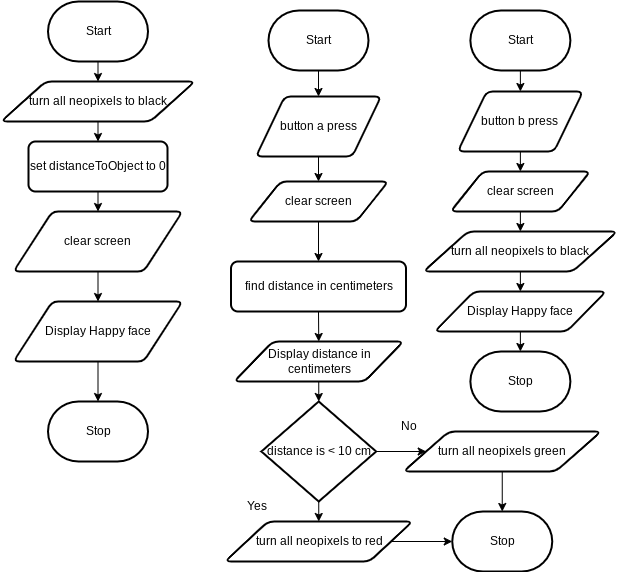 Start
turn all neopixels to black
set distanceToObject to 0
clear screen
Display Happy face
Stop
Start
button a press
clear screen
find distance in centimeters
Display distance in
centimeters
distance is < 10 cm
No
turn all neopixels green
Yes
turn all neopixels to red
Stop
Start
button b press
clear screen
turn all neopixels to black
Display Happy face
Stop